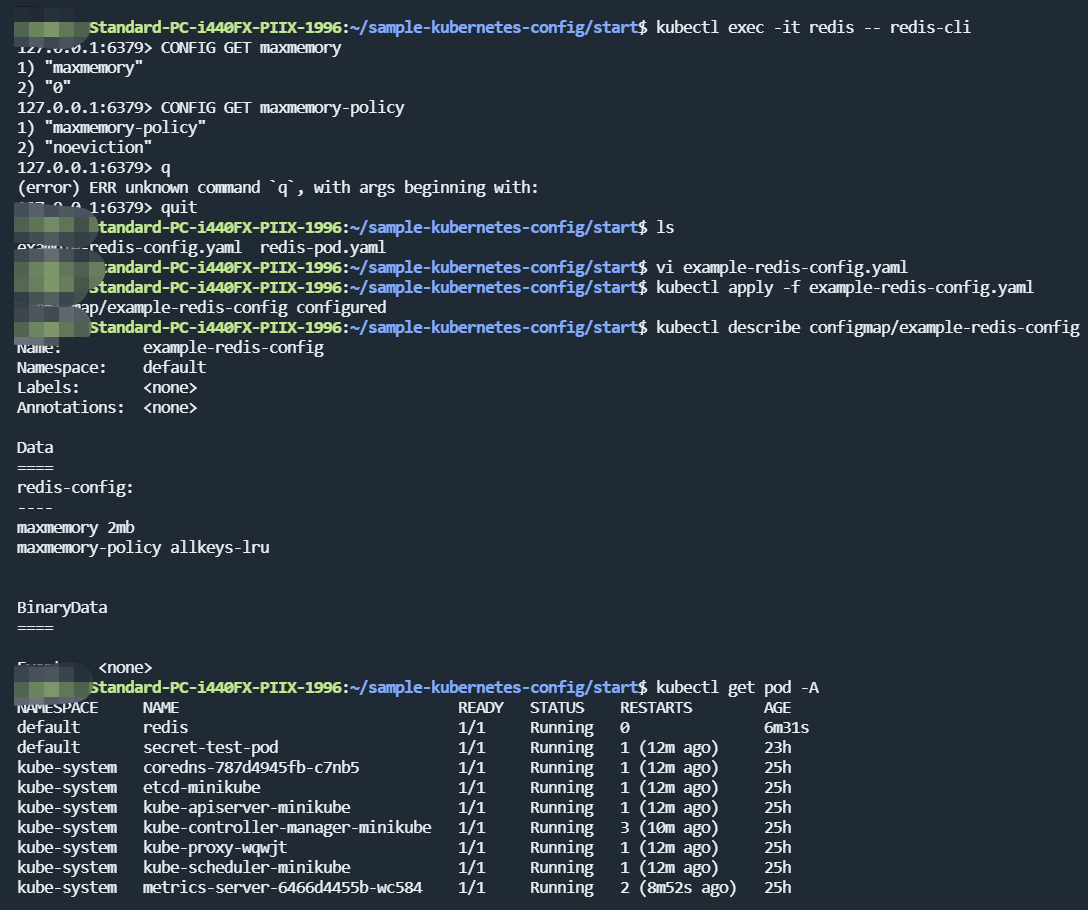 Standard-PC-i440FX-PIIX-1996:~/sample-kubernetes-config/start$ kubectl exec -it redis -- redis-cli
127.0.0.1:6379> CONFIG GET maxmemory
1) "maxmemory"
2) "0"
127.0.0.1:6379> CONFIG GET maxmemory-policy
1) "maxmemory-policy"
2) "noeviction"
127.0.0.1:6379> q
(error) ERR unknown command `q`, with args beginning with:
127.0.0.1:6379> quit
tandard-PC-i440FX-PIIX-1996:~/sample-kubernetes-config/start$ ls
example-redis-config.yaml  redis-pod.yaml
tandard-PC-i440FX-PIIX-1996:~/sample-kubernetes-config/start$ vi example-redis-config.yaml
Standard-PC-i440FX-PIIX-1996:~/sample-kubernetes-config/start$ kubectl apply -f example-redis-config.yaml
map/example-redis-config configured
Standard-PC-i440FX-PIIX-1996:~/sample-kubernetes-config/start$ kubectl describe configmap/example-redis-config
Name:         example-redis-config
Namespace:    default
Labels:       <none>
Annotations:  <none>
Data
====
redis-config:
----
maxmemory 2mb
maxmemory-policy allkeys-lru
BinaryData
====
<none>
Standard-PC-i440FX-PIIX-1996:~/sample-kubernetes-config/start$ kubectl get pod -A
NAMESPACE     NAME                               READY   STATUS    RESTARTS        AGE
default       redis                              1/1     Running   0               6m31s
default       secret-test-pod                    1/1     Running   1 (12m ago)     23h
kube-system   coredns-787d4945fb-c7nb5           1/1     Running   1 (12m ago)     25h
kube-system   etcd-minikube                      1/1     Running   1 (12m ago)     25h
kube-system   kube-apiserver-minikube            1/1     Running   1 (12m ago)     25h
kube-system   kube-controller-manager-minikube   1/1     Running   3 (10m ago)     25h
kube-system   kube-proxy-wqwjt                   1/1     Running   1 (12m ago)     25h
kube-system   kube-scheduler-minikube            1/1     Running   1 (12m ago)     25h
kube-system   metrics-server-6466d4455b-wc584    1/1     Running   2 (8m52s ago)   25h